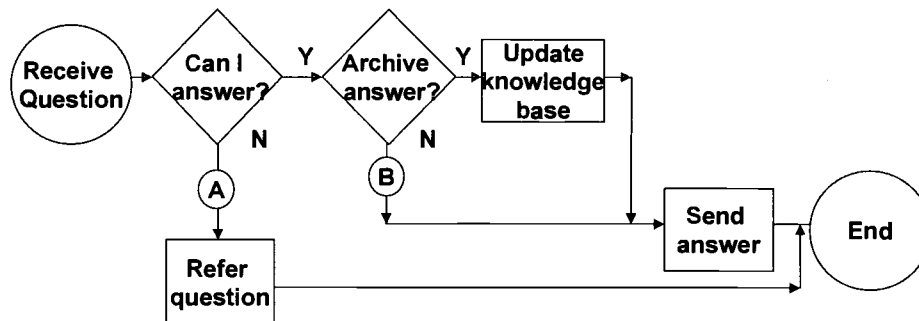 Receive
Question
Can I
answer?
Y
N
Archive
answer?
Y
N
Update
knowledge
base
A
B
Refer
question
Send
answer
End